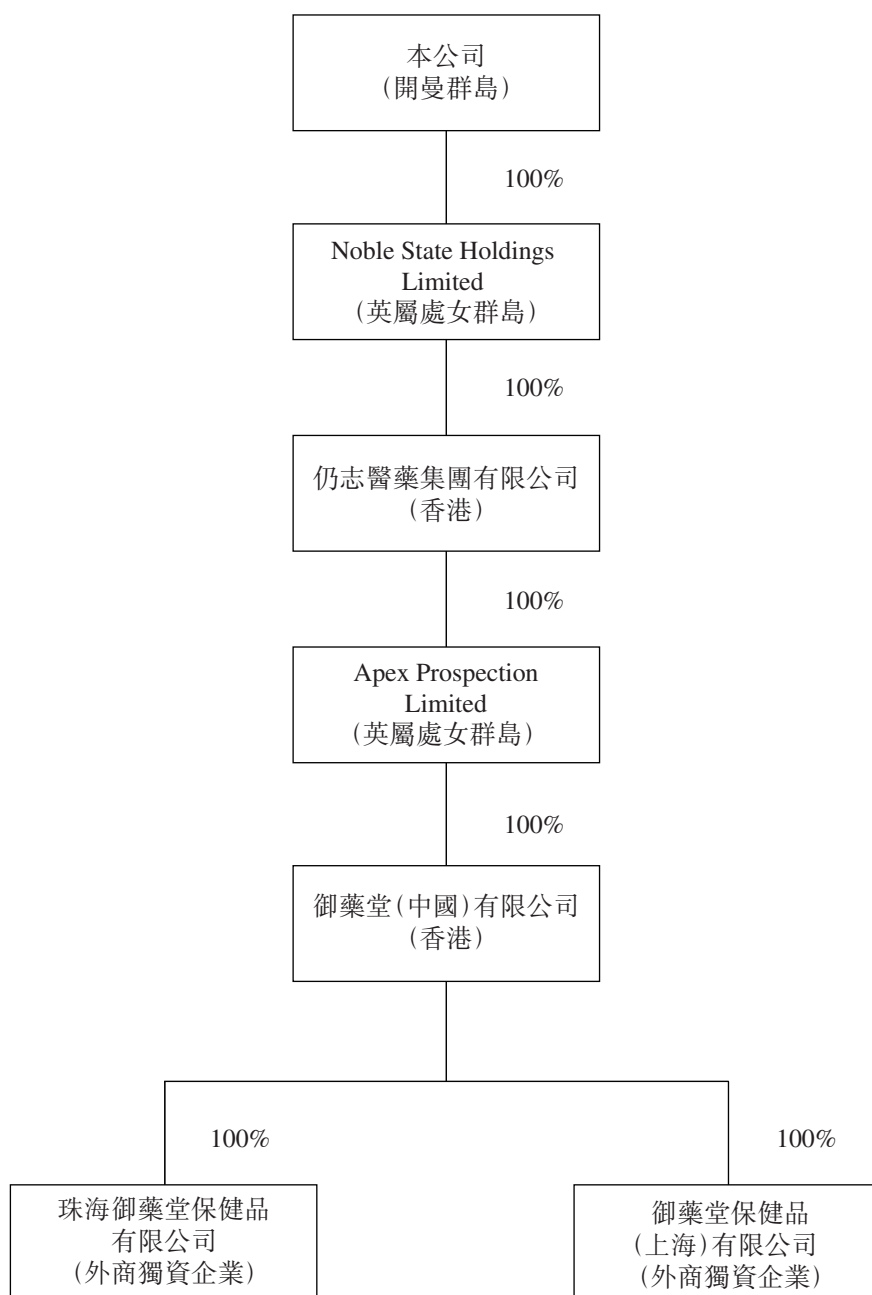 本公司
(開曼群島)
100%
Noble State Holdings
Limited
(英屬處女群島)
100%
仍志醫藥集團有限公司
(香港)
100%
Apex Prospection
Limited
(英屬處女群島)
100%
御藥堂(中國)有限公司
(香港)
100%
100%
珠海御藥堂保健品
有限公司
(外商獨資企業)
御藥堂保健品
(上海)有限公司
(外商獨資企業)